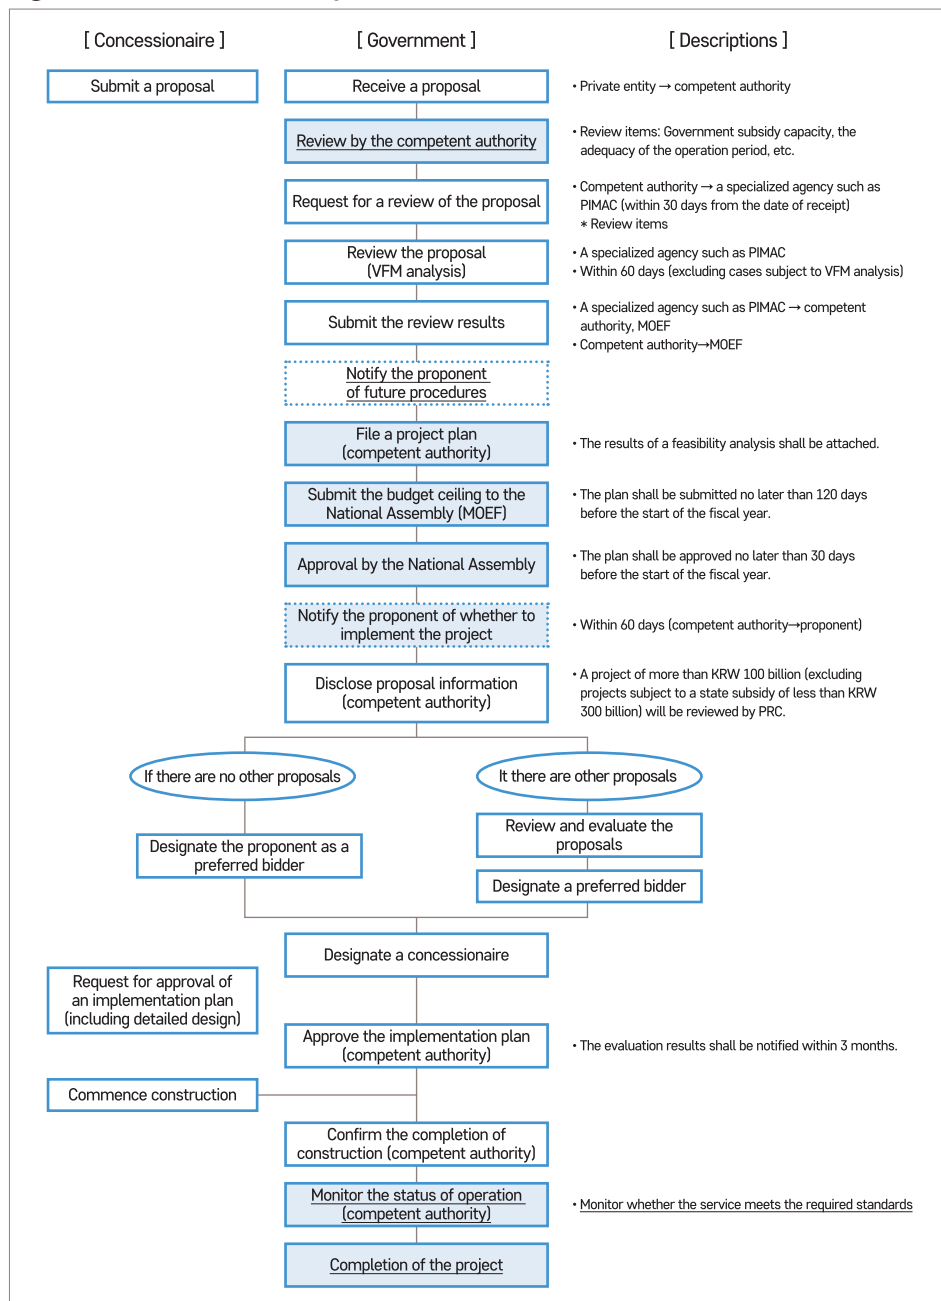 [ Concessionaire ]
[ Government ]
[ Descriptions ]
Submit a proposal
Receive a proposal
• Private entity → competent authority
Review by the competent authority
• Review items: Government subsidy capacity, the
adequacy of the operation period, etc.
Request for a review of the proposal
• Competent authority → a specialized agency such as
PIMAC (within 30 days from the date of receipt)
* Review items
Review the proposal
(VFM analysis)
• A specialized agency such as PIMAC
• Within 60 days (excluding cases subject to VFM analysis)
Submit the review results
• A specialized agency such as PIMAC → competent
authority, MOEF
• Competent authority→MOEF
Notify the proponent
of future procedures
File a project plan
(competent authority)
• The results of a feasibility analysis shall be attached.
Submit the budget ceiling to the
National Assembly (MOEF)
• The plan shall be submitted no later than 120 days
before the start of the fiscal year.
Approval by the National Assembly
• The plan shall be approved no later than 30 days
before the start of the fiscal year.
Notify the proponent of whether to
implement the project
• Within 60 days (competent authority→proponent)
Disclose proposal information
(competent authority)
• A project of more than KRW 100 billion (excluding
projects subject to a state subsidy of less than KRW
300 billion) will be reviewed by PRC.
If there are no other proposals
It there are other proposals
Designate the proponent as a
preferred bidder
Review and evaluate the
proposals
Designate a preferred bidder
Designate a concessionaire
Request for approval of
an implementation plan
(including detailed design)
Approve the implementation plan
(competent authority)
• The evaluation results shall be notified within 3 months.
Commence construction
Confirm the completion of
construction (competent authority)
Monitor the status of operation
(competent authority)
• Monitor whether the service meets the required standards
Completion of the project